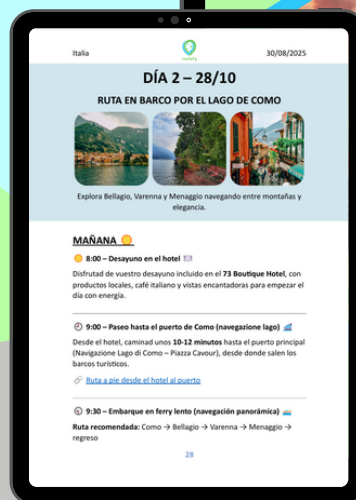 Italia
30/08/2025
DÍA 2 – 28/10
RUTA EN BARCO POR EL LAGO DE COMO
Explora Bellagio, Varenna y Menaggio navegando entre montañas y
elegancia.
MAÑANA
8:00 – Desayuno en el hotel
Disfrutad de vuestro desayuno incluido en el 73 Boutique Hotel, con
productos locales, café italiano y vistas encantadoras para empezar el
día con energía.
9:00 – Paseo hasta el puerto de Como (navegazione lago)
Desde el hotel, caminad unos 10-12 minutos hasta el puerto principal
(Navigazione Lago di Como – Piazza Cavour), desde donde salen los
barcos turísticos.
Ruta a pie desde el hotel al puerto
9:30 – Embarque en ferry lento (navegación panorámica)
Ruta recomendada: Como → Bellagio → Varenna → Menaggio →
regreso
28